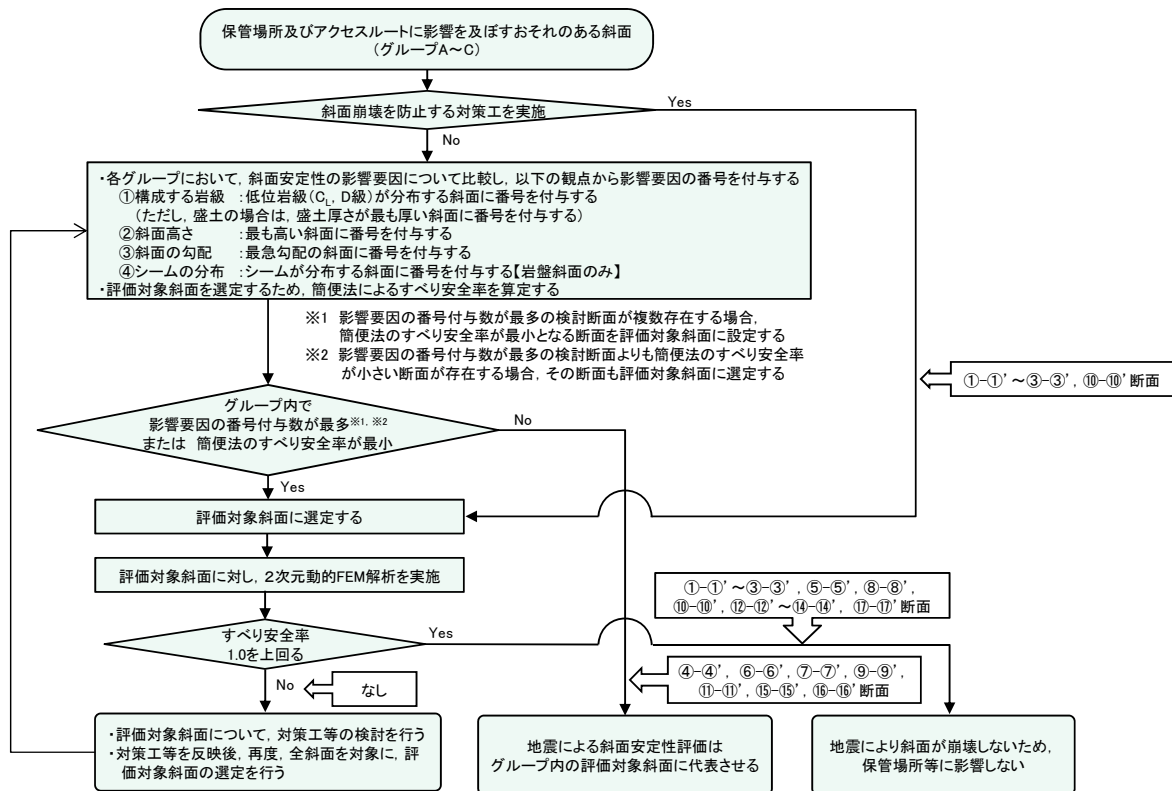 保管場所及びアクセスルートに影響を及ぼすおそれのある斜面
(グループA~C)
斜面崩壊を防止する対策工を実施
Yes
No
・各グループにおいて, 斜面安定性の影響要因について比較し, 以下の観点から影響要因の番号を付与する
①構成する岩級 :低位岩級(CL, D級)が分布する斜面に番号を付与する
(ただし, 盛土の場合は, 盛土厚さが最も厚い斜面に番号を付与する)
②斜面高さ :最も高い斜面に番号を付与する
③斜面の勾配 :最急勾配の斜面に番号を付与する
④シームの分布 :シームが分布する斜面に番号を付与する【岩盤斜面のみ】
・評価対象斜面を選定するため, 簡便法によるすべり安全率を算定する
※1 影響要因の番号付与数が最多の検討断面が複数存在する場合,
簡便法のすべり安全率が最小となる断面を評価対象斜面に設定する
※2 影響要因の番号付与数が最多の検討断面よりも簡便法のすべり安全率
が小さい断面が存在する場合, その断面も評価対象斜面に選定する
①-①'~③-③', ⑩-⑩'断面
グループ内で
影響要因の番号付与数が最多※1, ※2
または 簡便法のすべり安全率が最小
No
Yes
評価対象斜面に選定する
評価対象斜面に対し, 2次元動的FEM解析を実施
①-①'~③-③', ⑤-⑤', ⑧-⑧',
⑩-⑩', ⑫-⑫'~⑭-⑭', ⑰-⑰'断面
すべり安全率
1.0を上回る
Yes
No
なし
④-④', ⑥-⑥', ⑦-⑦', ⑨-⑨',
⑪-⑪', ⑮-⑮', ⑯-⑯'断面
・評価対象斜面について, 対策工等の検討を行う
・対策工等を反映後, 再度, 全斜面を対象に, 評
価対象斜面の選定を行う
地震による斜面安定性評価は
グループ内の評価対象斜面に代表させる
地震により斜面が崩壊しないため,
保管場所等に影響しない